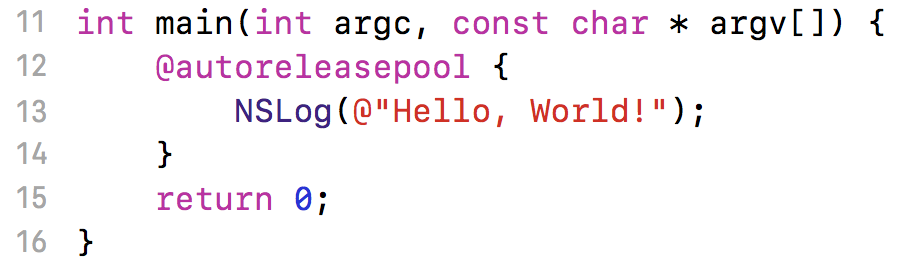 11 int main(int argc, const char * argv[]) {
12     @autoreleasepool {
13         NSLog(@"Hello, World!");
14     }
15     return 0;
16 }